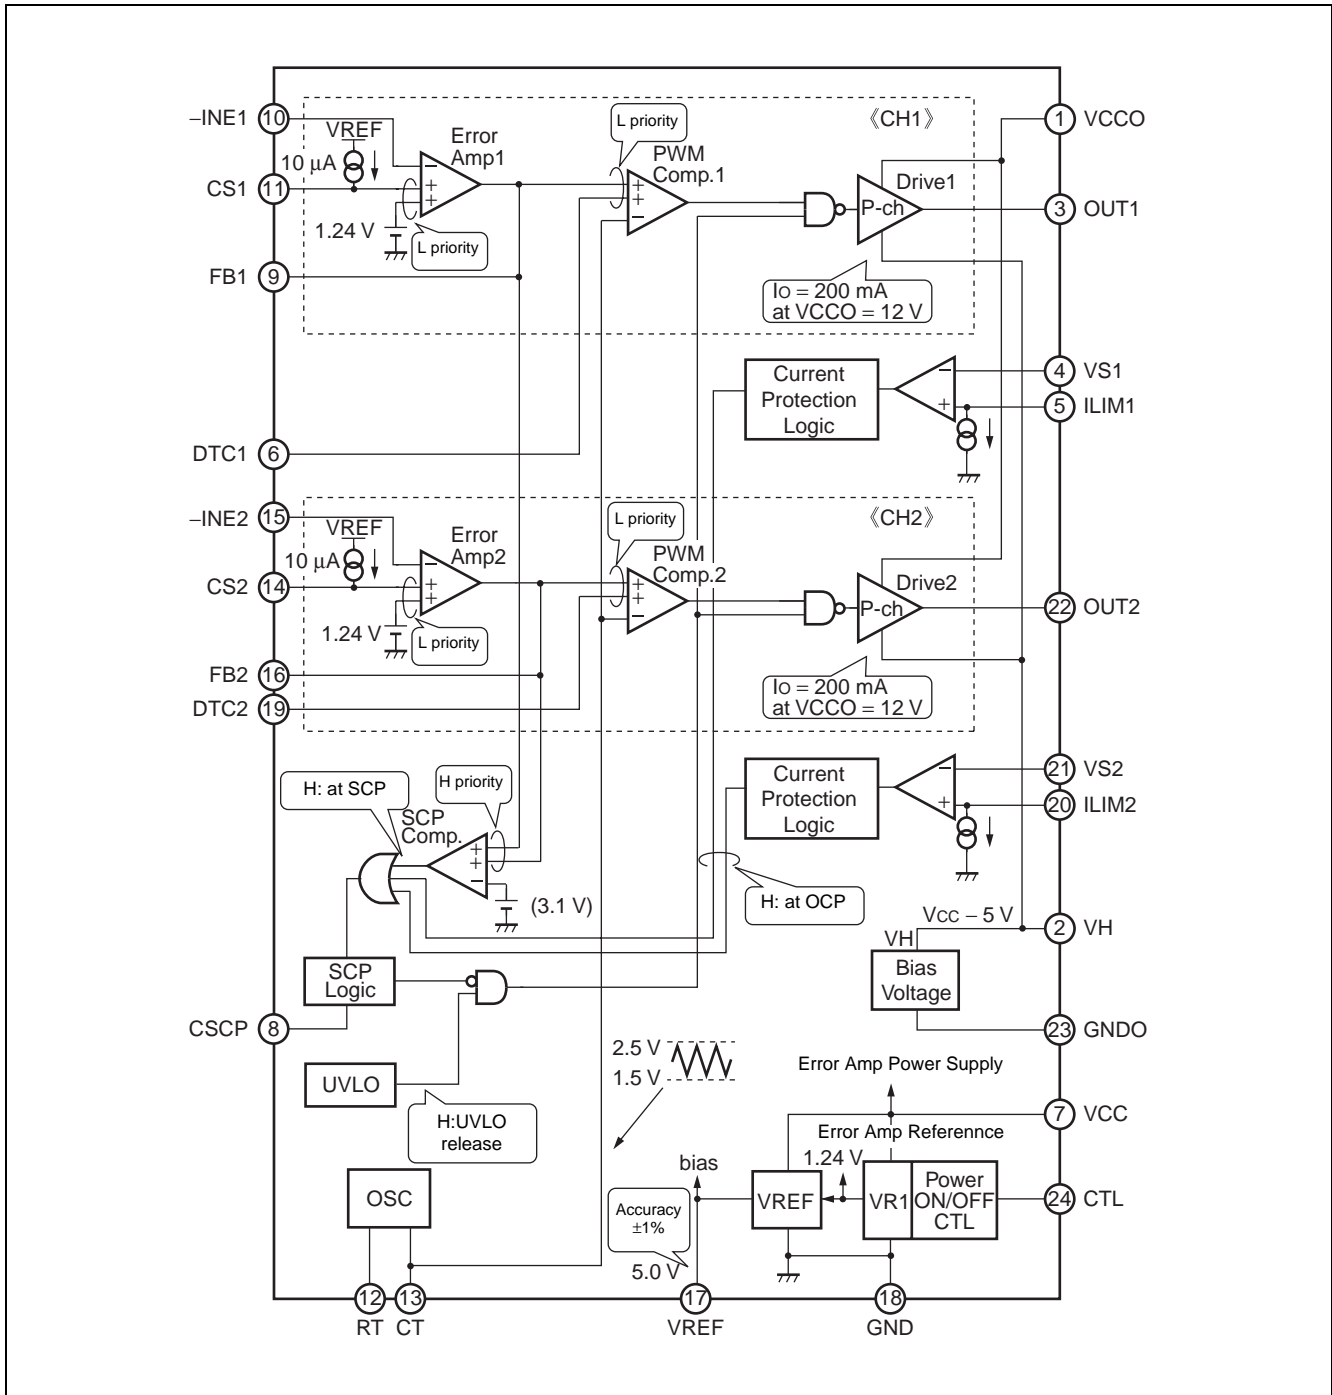 –INE1
10
VREF
10 μA
CS1
11
1.24 V
Error
Amp1
L priority
L priority
PWM
Comp.1
《CH1》
Drive1
P-ch
IO = 200 mA
at VCCO = 12 V
1
VCCO
3
OUT1
FB1
9
Current
Protection
Logic
4
VS1
5
ILIM1
DTC1
6
–INE2
15
VREF
10 μA
CS2
14
1.24 V
Error
Amp2
L priority
L priority
PWM
Comp.2
《CH2》
Drive2
P-ch
IO = 200 mA
at VCCO = 12 V
22
OUT2
FB2
16
DTC2
19
H: at SCP
H priority
SCP
Comp.
(3.1 V)
Current
Protection
Logic
21
VS2
20
ILIM2
H: at OCP
VCC – 5 V
2
VH
VH
Bias
Voltage
23
GNDO
SCP
Logic
CSCP
8
UVLO
H:UVLO
release
2.5 V
1.5 V
Error Amp Power Supply
7
VCC
Error Amp Referennce
1.24 V
bias
VREF
VR1
Power
ON/OFF
CTL
24
CTL
OSC
Accuracy
±1%
5.0 V
12
RT
13
CT
17
VREF
18
GND